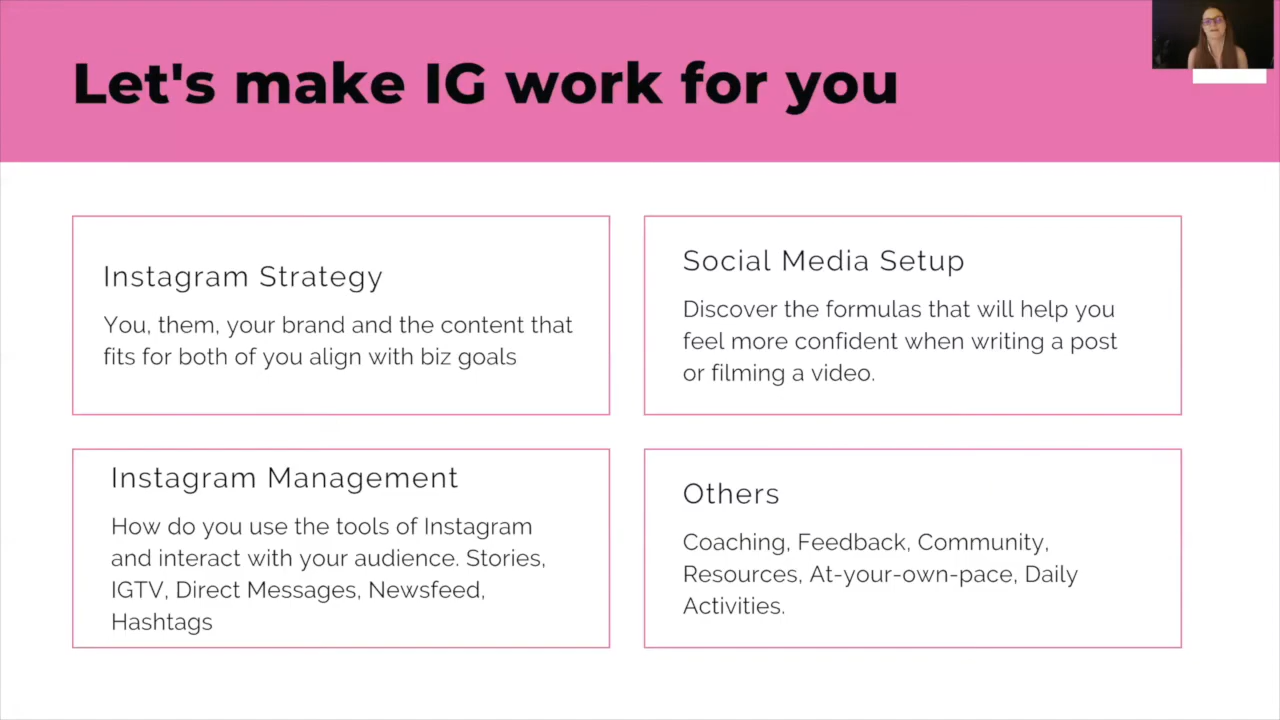 Let's make IG work for you
Instagram Strategy
You, them, your brand and the content that
fits for both of you align with biz goals
Social Media Setup
Discover the formulas that will help you
feel more confident when writing a post
or filming a video.
Instagram Management
How do you use the tools of Instagram
and interact with your audience. Stories,
IGTV, Direct Messages, Newsfeed,
Hashtags
Others
Coaching, Feedback, Community,
Resources, At-your-own-pace, Daily
Activities.